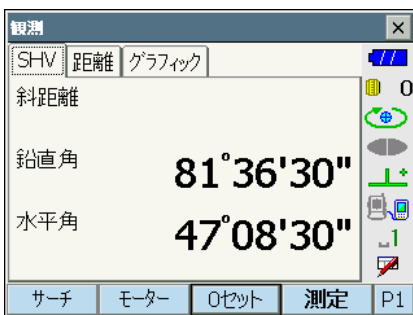 観測
SHV 距離 グラフィック
斜距離
0
鉛直角 81°36'30"
水平角 47°08'30"
1
サーチ モーター 0セット 測定 P1